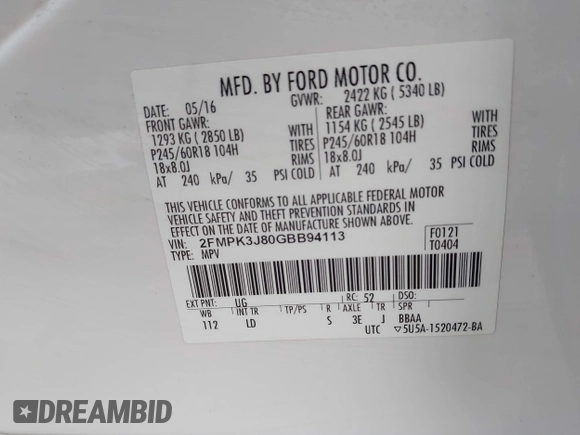 MFD. BY FORD MOTOR CO.
DATE: 05/16 GVWR: 2422 KG ( 5340 LB)
FRONT GAWR: REAR GAWR:
1293 KG ( 2850 LB) WITH 1154 KG ( 2545 LB) WITH
P245/60R18 104H TIRES P245/60R18 104H TIRES
18x8.0J RIMS 18x8.0J RIMS
AT 240 kPa/ 35 PSI COLD AT 240 kPa/ 35 PSI COLD
THIS VEHICLE CONFORMS TO ALL APPLICABLE FEDERAL MOTOR
VEHICLE SAFETY AND THEFT PREVENTION STANDARDS IN
EFFECT ON THE DATE OF MANUFACTURE SHOWN ABOVE.
VIN: 2FMPK3J80GBB94113 F0121
TYPE: MPV T0404
EXT PNT: UG RC: 52 DSO:
WB INT TR TP/PS R AXLE TR SPR
112 LD S 3E J BBAA
UTC ▽5U5A-1520472-BA
DREAMBID